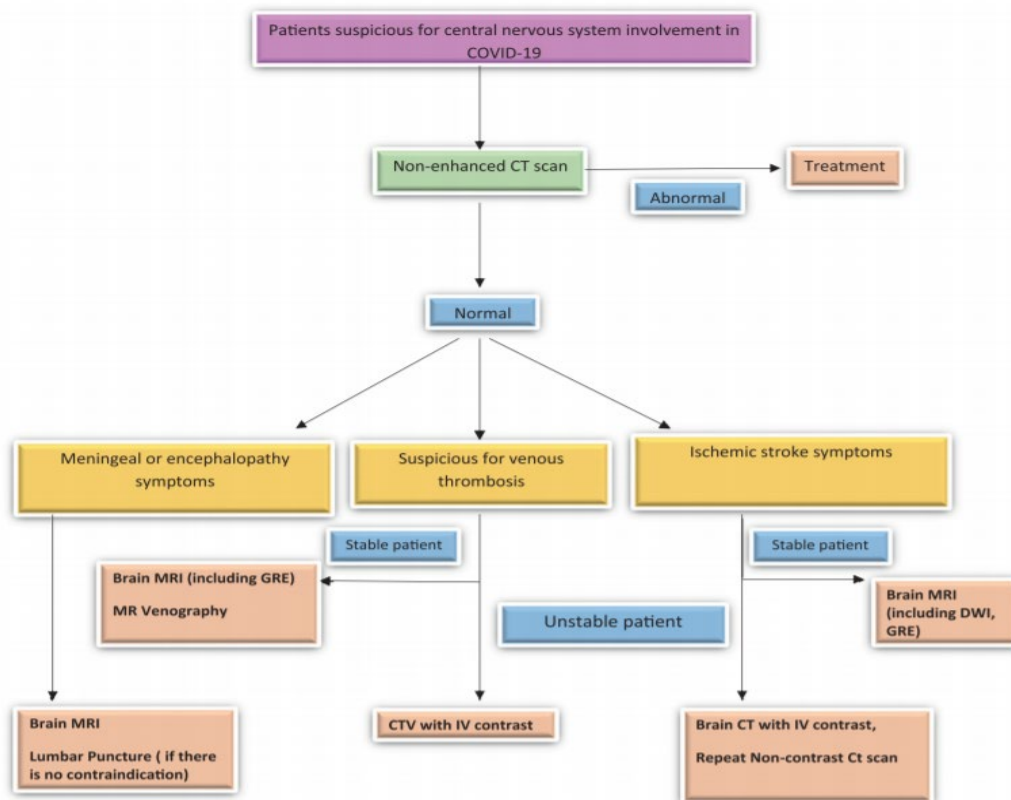 Patients suspicious for central nervous system involvement in
COVID-19
Non-enhanced CT scan
Treatment
Abnormal
Normal
Meningeal or encephalopathy
symptoms
Suspicious for venous
thrombosis
Ischemic stroke symptoms
Stable patient
Stable patient
Brain MRI (including GRE)
MR Venography
Unstable patient
Brain MRI
(including DWI,
GRE)
Brain MRI
Lumbar Puncture ( if there
is no contraindication)
CTV with IV contrast
Brain CT with IV contrast,
Repeat Non-contrast Ct scan